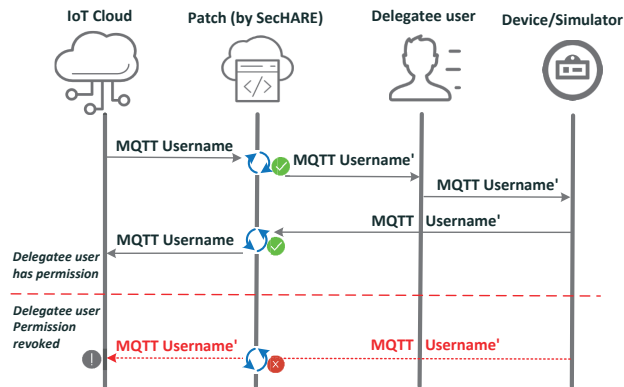 IoT Cloud
Patch (by SecHARE)
Delegatee user
Device/Simulator
</>
MQTT Username
MQTT Username'
MQTT Username'
MQTT Username'
MQTT Username
Delegatee user
has permission
Delegatee user
Permission
revoked
MQTT Username'
MQTT Username'